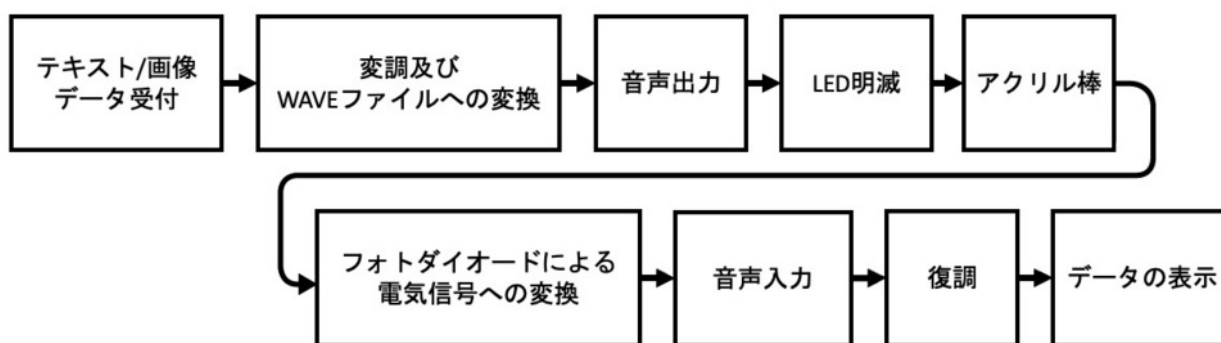 テキスト/画像
データ受付
変調及び
WAVEファイルへの変換
音声出力
LED明滅
アクリル棒
フォトダイオードによる
電気信号への変換
音声入力
復調
データの表示